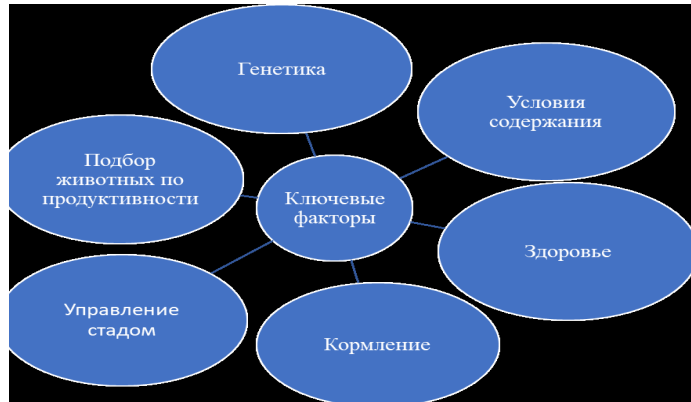 Генетика
Условия
содержания
Подбор
животных по
продуктивности
Ключевые
факторы
Здоровье
Управление
стадом
Кормление